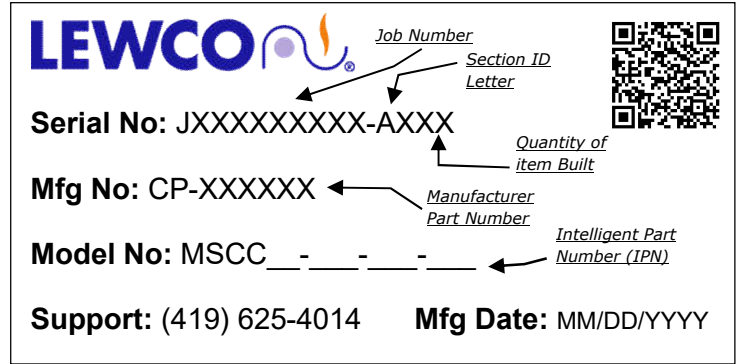 LEWCO®
Job Number
Section ID
Letter
Serial No: JXXXXXXXXX-AXXX
Quantity of
item Built
Mfg No: CP-XXXXXX
Manufacturer
Part Number
Intelligent Part
Number (IPN)
Model No: MSCC__-___-___-___
Support: (419) 625-4014 Mfg Date: MM/DD/YYYY